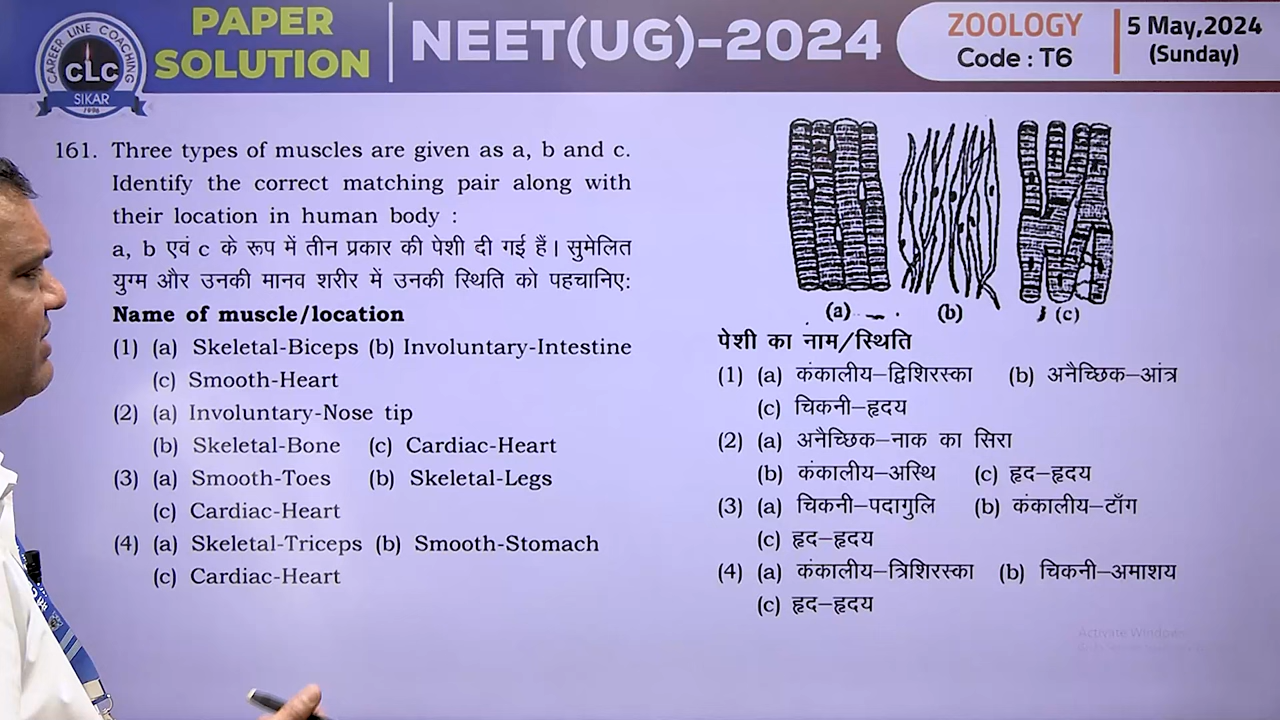 PAPER
SOLUTION
NEET(UG)-2024
ZOOLOGY
Code : T6
5 May,2024
(Sunday)
CAREER LINE COACHING
CLC
SIKAR
1996
161. Three types of muscles are given as a, b and c.
Identify the correct matching pair along with
their location in human body :
a, b एवं c के रूप में तीन प्रकार की पेशी दी गई हैं। सुमेलित
युग्म और उनकी मानव शरीर में उनकी स्थिति को पहचानिए:
Name of muscle/location
(1) (a) Skeletal-Biceps (b) Involuntary-Intestine
(c) Smooth-Heart
(2) (a) Involuntary-Nose tip
(b) Skeletal-Bone (c) Cardiac-Heart
(3) (a) Smooth-Toes (b) Skeletal-Legs
(c) Cardiac-Heart
(4) (a) Skeletal-Triceps (b) Smooth-Stomach
(c) Cardiac-Heart
(a) (b) (c)
पेशी का नाम/स्थिति
(1) (a) कंकालीय–द्विशिरस्का (b) अनैच्छिक–आंत्र
(c) चिकनी–हृदय
(2) (a) अनैच्छिक–नाक का सिरा
(b) कंकालीय–अस्थि (c) हृद–हृदय
(3) (a) चिकनी–पदागुलि (b) कंकालीय–टाँग
(c) हृद–हृदय
(4) (a) कंकालीय–त्रिशिरस्का (b) चिकनी–अमाशय
(c) हृद–हृदय
Activate Windows